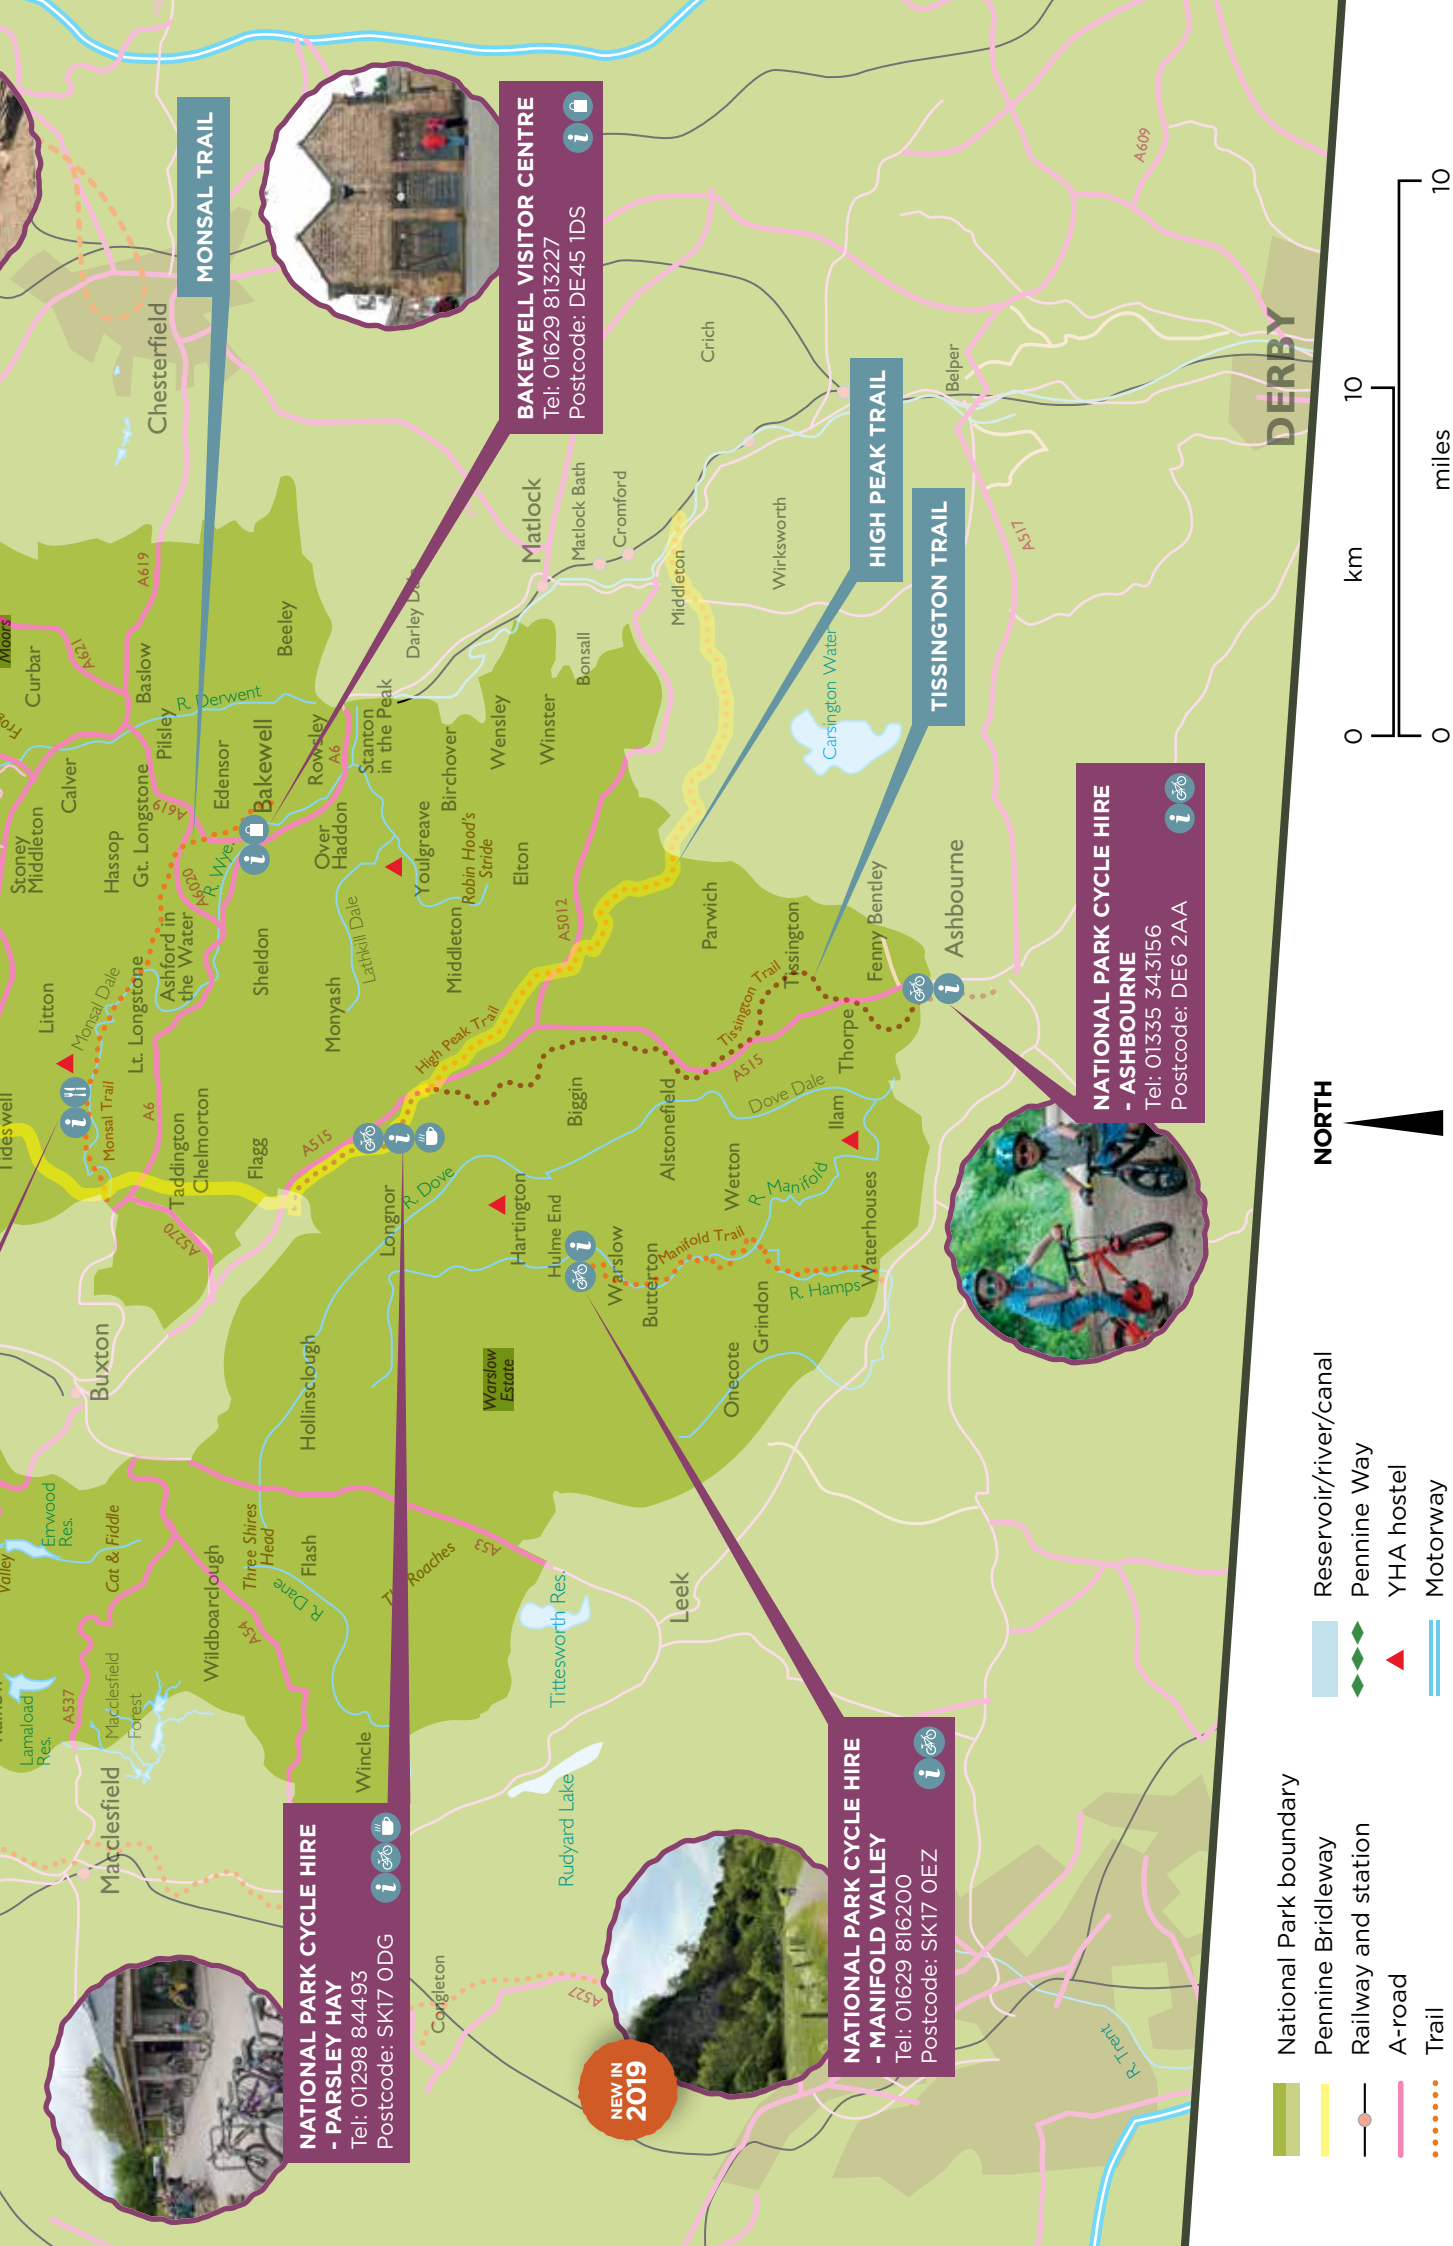 MONSAL TRAIL
BAKEWELL VISITOR CENTRE
Tel: 01629 813227
Postcode: DE45 1DS
HIGH PEAK TRAIL
TISSINGTON TRAIL
NATIONAL PARK CYCLE HIRE
- ASHBOURNE
Tel: 01335 343156
Postcode: DE6 2AA
NATIONAL PARK CYCLE HIRE
- PARSLEY HAY
Tel: 01298 84493
Postcode: SK17 0DG
NATIONAL PARK CYCLE HIRE
- MANIFOLD VALLEY
Tel: 01629 816200
Postcode: SK17 0EZ
NEW IN
2019
Macclesfield
Lamaload
Res.
A537
Macclesfield
Forest
Valley
Errwood
Res.
Cat & Fiddle
Wildboarclough
A54
Three Shires
Head
R. Dane
Flash
The Roaches
A53
Wincle
Buxton
A5270
Hollinsclough
Longnor
Tideswell
Litton
Monsal Dale
Monsal Trail
A6
Taddington
Chelmorton
Flagg
A515
Lt. Longstone
Ashford in
the Water
Sheldon
Monyash
Lathkill Dale
Stoney
Middleton
Calver
Curbar
Moors
Hassop
Gt. Longstone
A6020
R. Wye
A619
Pilsley
Edensor
Bakewell
Baslow
A621
A619
R. Derwent
Beeley
Rowsley
A6
Over
Haddon
Stanton
in the Peak
Youlgreave
Birchover
Robin Hood's
Stride
Middleton
Elton
Winster
Wensley
Darley Dale
Chesterfield
Matlock
Matlock Bath
Cromford
Bonsall
Middleton
Wirksworth
Crich
Belper
A609
A517
DERBY
Carsington Water
A5012
High Peak Trail
Parwich
Tissington
Tissington Trail
A515
Fenny Bentley
Ashbourne
Thorpe
Dove Dale
Ilam
Biggin
Alstonefield
R. Dove
Hartington
Hulme End
Warslow
Butterton
Wetton
R. Manifold
Manifold Trail
Grindon
R. Hamps
Waterhouses
Onecote
Warslow
Estate
Leek
Tittesworth Res.
Rudyard Lake
Congleton
A527
R. Trent
National Park boundary
Pennine Bridleway
Railway and station
A-road
Trail
Reservoir/river/canal
Pennine Way
YHA hostel
Motorway
NORTH
0 km 10
0 miles 10